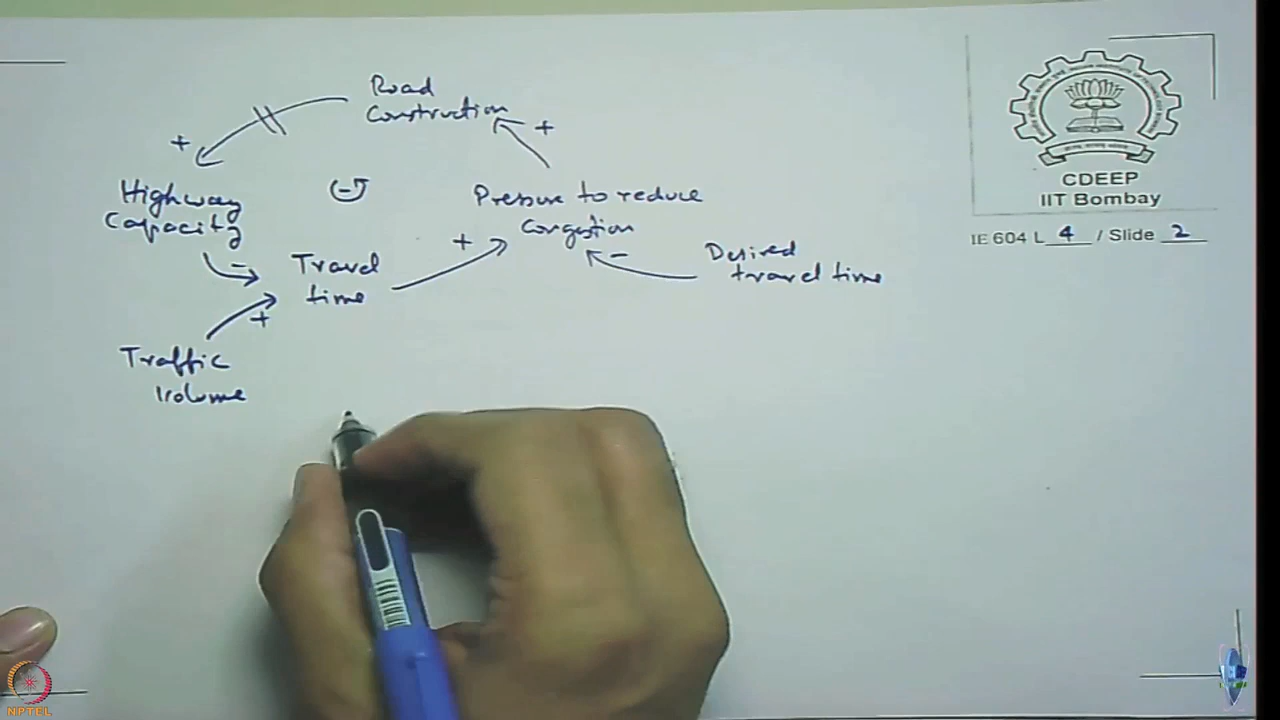 Road
Construction
+
+
Highway
Capacity
(-)
Pressure to reduce
Congestion
+
-
Desired
travel time
-
Travel
time
+
Traffic
Volume
CDEEP
IIT Bombay
IE 604 L 4 / Slide 2
NPTEL